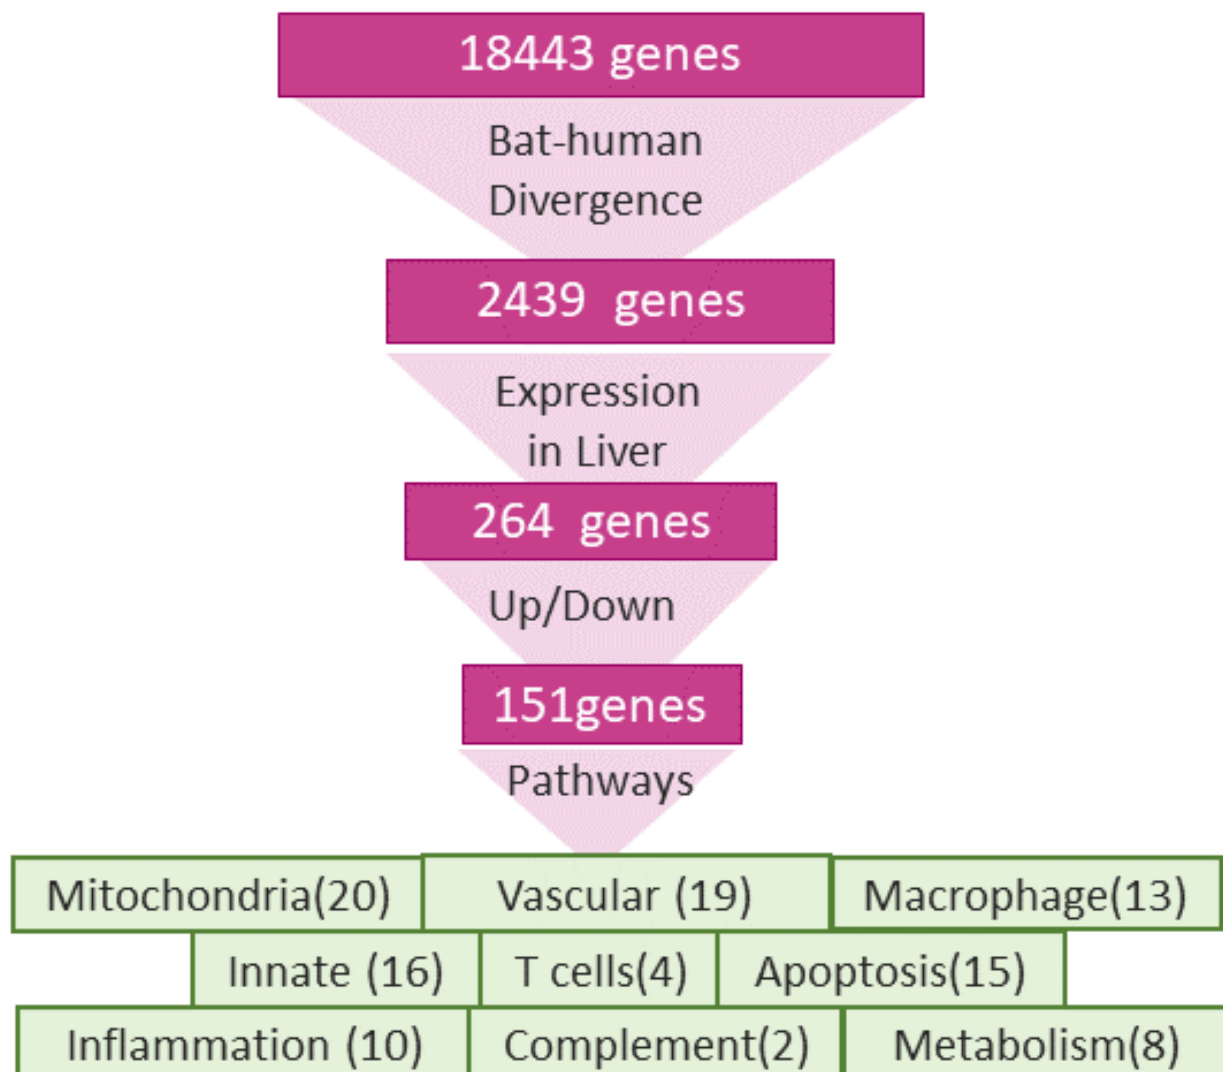 18443 genes
Bat-human
Divergence
2439 genes
Expression
in Liver
264 genes
Up/Down
151genes
Pathways
Mitochondria(20) Vascular (19) Macrophage(13)
Innate (16) T cells(4) Apoptosis(15)
Inflammation (10) Complement(2) Metabolism(8)